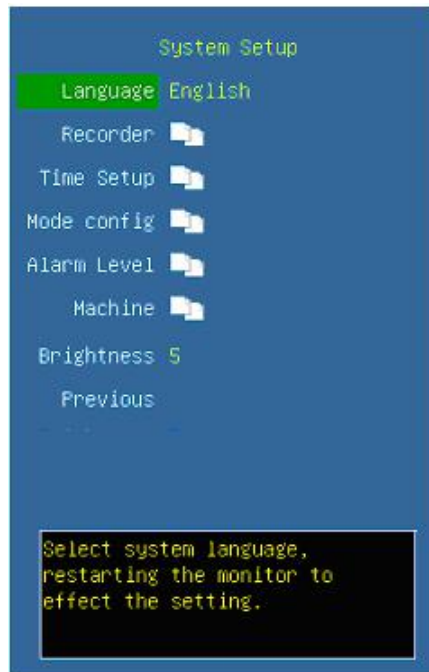 System Setup
Language English
Recorder
Time Setup
Mode config
Alarm Level
Machine
Brightness 5
Previous
Select system language,
restarting the monitor to
effect the setting.